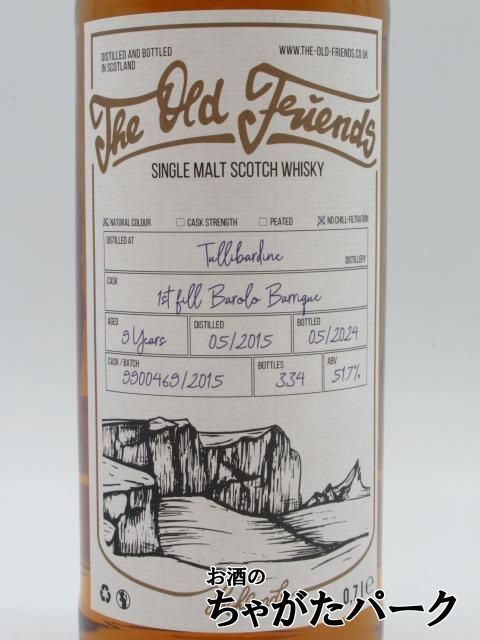 DISTILLED AND BOTTLED
IN SCOTLAND
WWW.THE-OLD-FRIENDS.CO.UK
The Old Friends
SINGLE MALT SCOTCH WHISKY
NATURAL COLOUR
CASK STRENGTH
PEATED
NO CHILL-FILTRATION
DISTILLED AT
Tullibardine
DISTILLERY
CASK
1st fill Barolo Barrique
AGED
9 Years
DISTILLED
05/2015
BOTTLED
05/2024
CASK / BATCH
9900469/2015
BOTTLES
334
ABV
51.7%
0,7 l e
お酒の
ちゃがたパーク